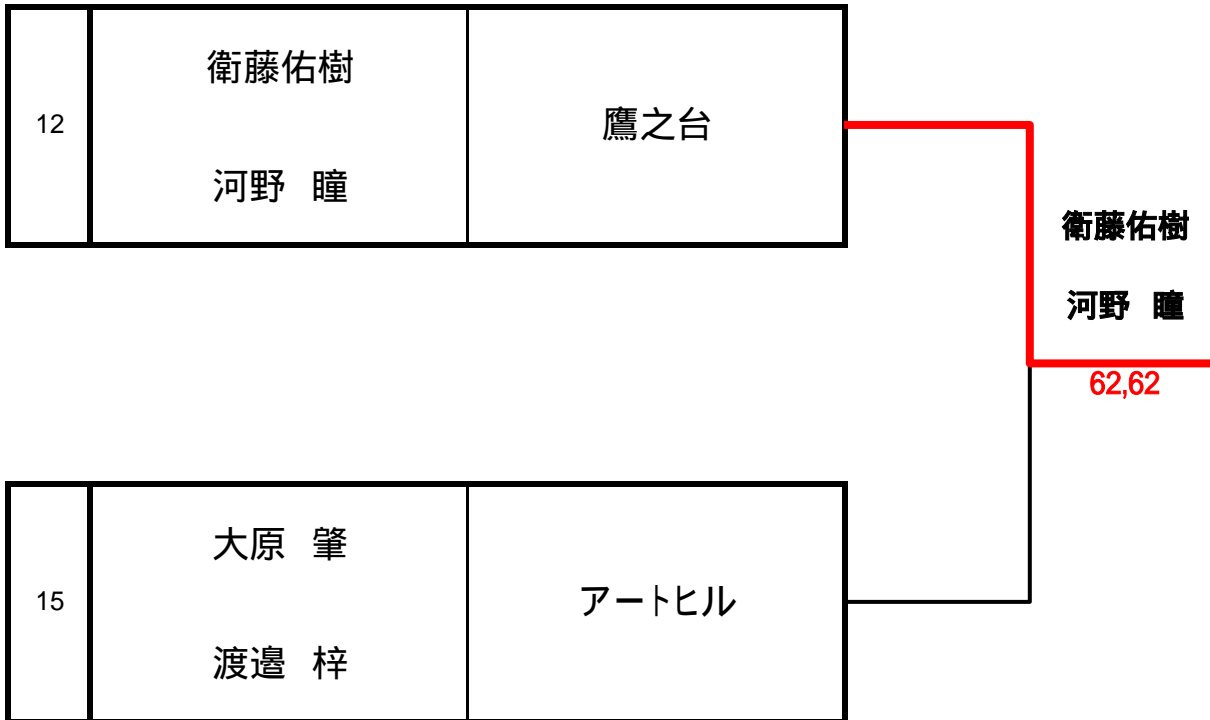 12
衛藤佑樹
河野 瞳
鷹之台
衛藤佑樹
河野 瞳
62,62
15
大原 肇
渡邉 梓
アートヒル